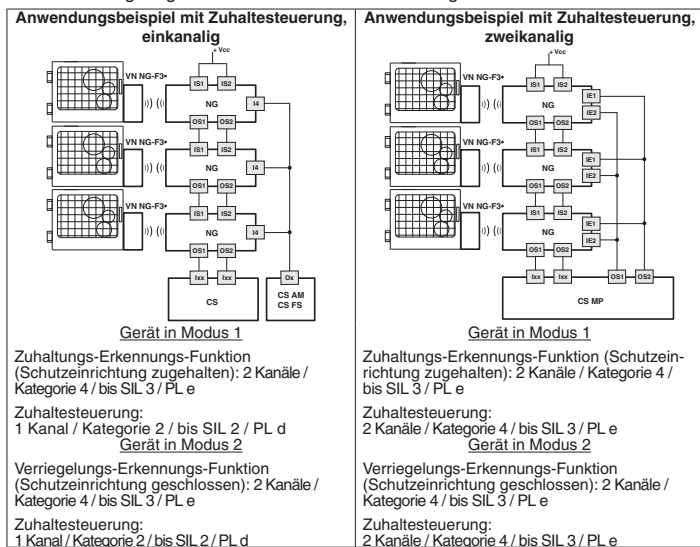 Anwendungsbeispiel mit Zuhaltesteuerung,
einkanalig
+ Vcc
VN NG-F3•
IS1 IS2
NG
I4
OS1 OS2
VN NG-F3•
IS1 IS2
NG
I4
OS1 OS2
VN NG-F3•
IS1 IS2
NG
I4
OS1 OS2
Ixx Ixx
Ox
CS
CS AM
CS FS
Gerät in Modus 1
Zuhaltungs-Erkennungs-Funktion
(Schutzeinrichtung zugehalten): 2 Kanäle /
Kategorie 4 / bis SIL 3 / PL e
Zuhaltesteuerung:
1 Kanal / Kategorie 2 / bis SIL 2 / PL d
Gerät in Modus 2
Verriegelungs-Erkennungs-Funktion
(Schutzeinrichtung geschlossen): 2 Kanäle /
Kategorie 4 / bis SIL 3 / PL e
Zuhaltesteuerung:
1 Kanal / Kategorie 2 / bis SIL 2 / PL d
Anwendungsbeispiel mit Zuhaltesteuerung,
zweikanalig
+ Vcc
VN NG-F3•
IS1 IS2
NG
IE1
IE2
OS1 OS2
VN NG-F3•
IS1 IS2
NG
IE1
IE2
OS1 OS2
VN NG-F3•
IS1 IS2
NG
IE1
IE2
OS1 OS2
Ixx Ixx OS1 OS2
CS MP
Gerät in Modus 1
Zuhaltungs-Erkennungs-Funktion (Schutzein-
richtung zugehalten): 2 Kanäle / Kategorie 4 /
bis SIL 3 / PL e
Zuhaltesteuerung:
2 Kanäle / Kategorie 4 / bis SIL 3 / PL e
Gerät in Modus 2
Verriegelungs-Erkennungs-Funktion
(Schutzeinrichtung geschlossen): 2 Kanäle /
Kategorie 4 / bis SIL 3 / PL e
Zuhaltesteuerung:
2 Kanäle / Kategorie 4 / bis SIL 3 / PL e